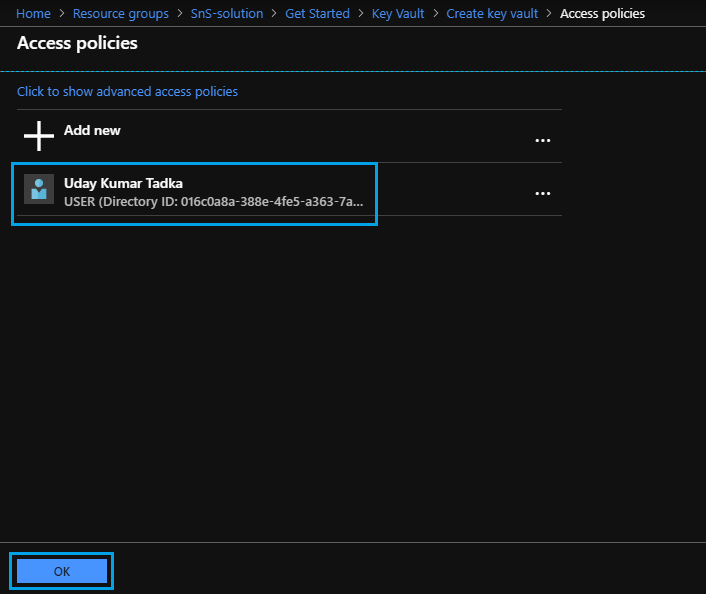 Home > Resource groups > SnS-solution > Get Started > Key Vault > Create key vault > Access policies
Access policies
Click to show advanced access policies
Add new
...
Uday Kumar Tadka
USER (Directory ID: 016c0a8a-388e-4fe5-a363-7a...
...
OK